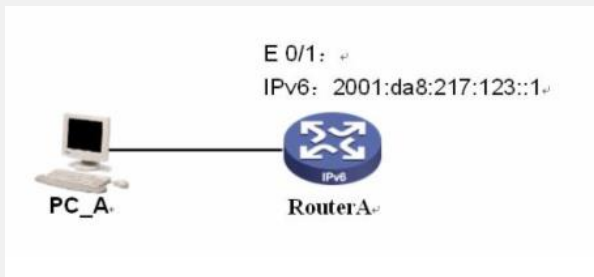 E 0/1：
IPv6：2001:da8:217:123::1
IPv6
PC_A
RouterA